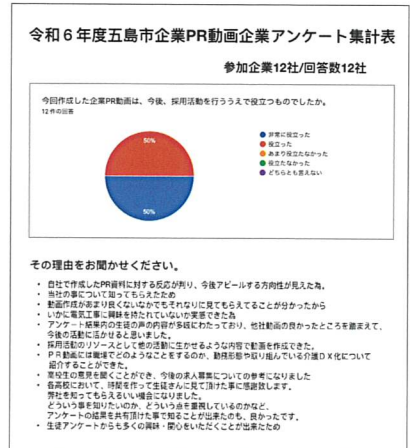 令和６年度五島市企業PR動画企業アンケート集計表
参加企業12社/回答数12社
今回作成した企業PR動画は、今後、採用活動を行ううえで役立つものでしたか。
12 件の回答
50%
50%
非常に役立った
役立った
あまり役立たなかった
役立たなかった
どちらとも言えない
その理由をお聞かせください。
・ 自社で作成したPR資料に対する反応が判り、今後アピールする方向性が見えた為。
・ 当社の事について知ってもらえたため
・ 動画作成があまり良くないなかでもそれなりに見てもらえてることが分かったから
・ いかに電気工事に興味を持たれていないか実感できた為
・ アンケート結果内の生徒の声の内容が多岐にわたっており、他社動画の良かったところを踏まえて、
今後の活動に活かせると思いました。
・ 採用活動のリソースとして他の活動に生かせるような内容で動画を作成できた。
・ ＰＲ動画には職場でどのようなことをするのか、勤務形態や取り組んでいる介護ＤＸ化について
紹介することができた。
・ 高校生の意見を聞くことができ、今後の求人募集についての参考になりました
・ 各高校において、時間を作って生徒さんに見て頂けた事に感謝致します。
弊社を知ってもらえるいい機会になりました。
どういう事を知りたいのか、どういう点を重視しているのかなど、
アンケートの結果を共有頂けた事で知ることが出来たのも、良かったです。
・ 生徒アンケートからも多くの興味・関心をいただくことが出来たため